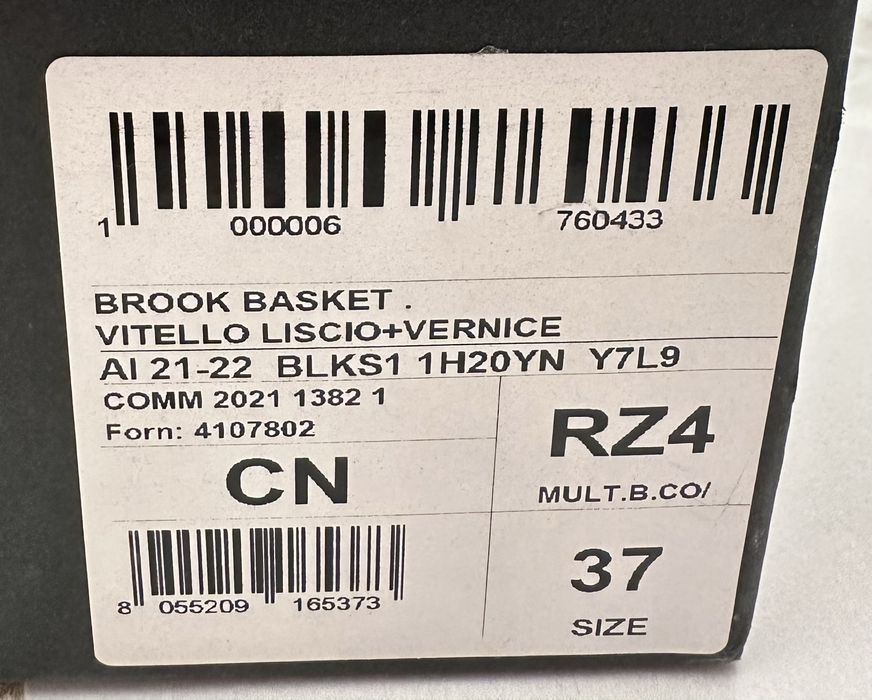 1 000006 760433
BROOK BASKET .
VITELLO LISCIO+VERNICE
AI 21-22 BLKS1 1H20YN Y7L9
COMM 2021 1382 1
Forn: 4107802
RZ4
CN
MULT.B.CO/
8 055209 165373
37
SIZE